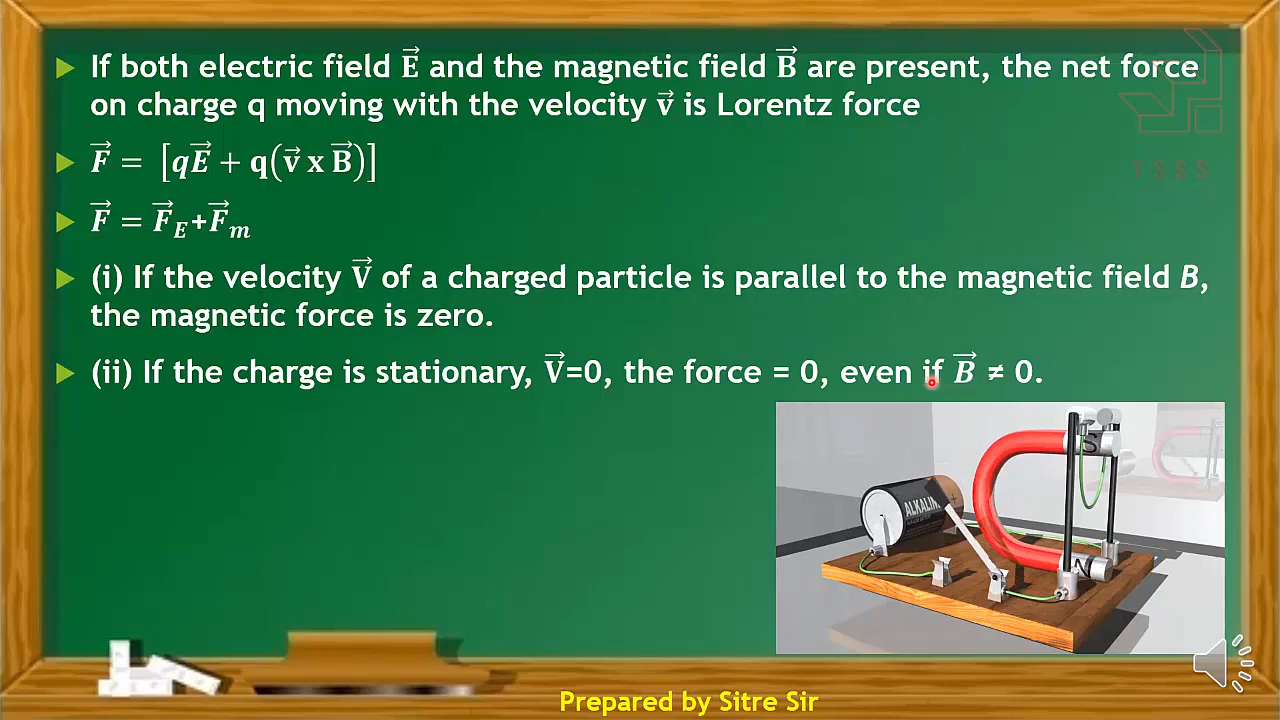 If both electric field E⃗ and the magnetic field B⃗ are present, the net force
on charge q moving with the velocity v⃗ is Lorentz force
F⃗ = [qE⃗ + q(v⃗ x B⃗)]
F⃗ = F⃗_E+F⃗_m
(i) If the velocity V⃗ of a charged particle is parallel to the magnetic field B,
the magnetic force is zero.
(ii) If the charge is stationary, V⃗=0, the force = 0, even if B⃗ ≠ 0.
TSSS
ALKALINE
+
S
N
Prepared by Sitre Sir